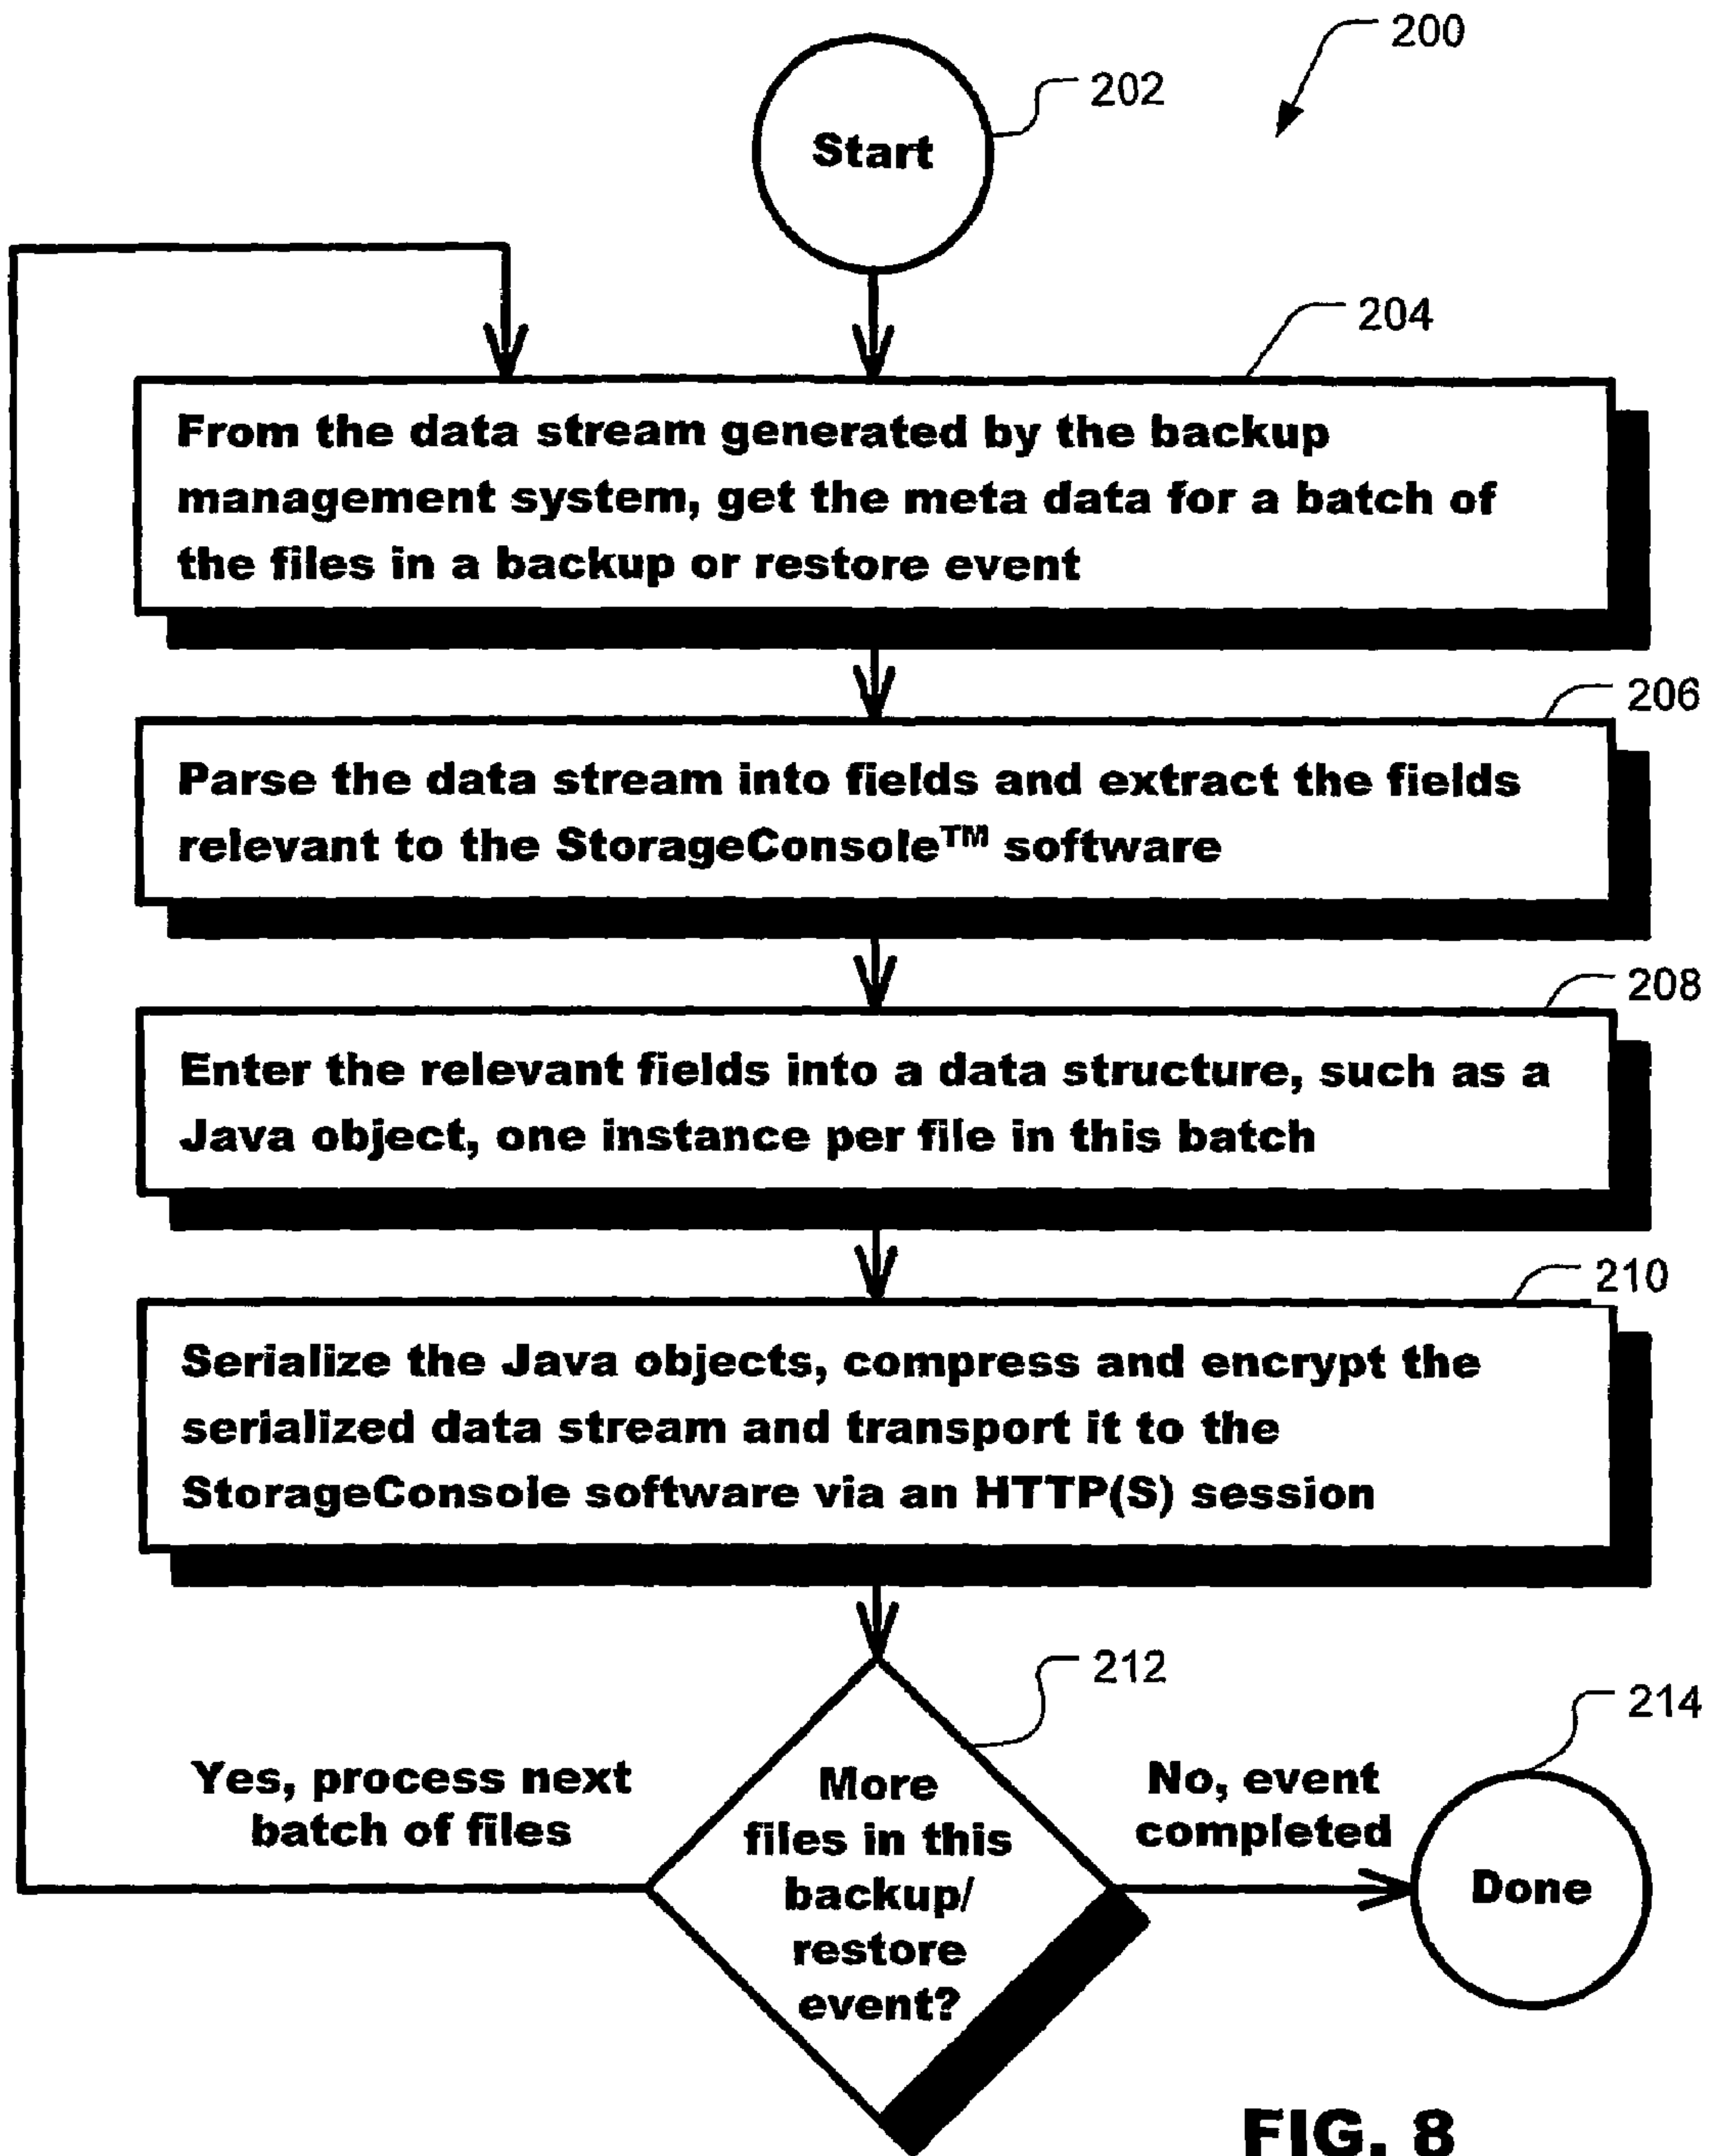 200
202
Start
204
From the data stream generated by the backup
management system, get the meta data for a batch of
the files in a backup or restore event
206
Parse the data stream into fields and extract the fields
relevant to the StorageConsole™ software
208
Enter the relevant fields into a data structure, such as a
Java object, one instance per file in this batch
210
Serialize the Java objects, compress and encrypt the
serialized data stream and transport it to the
StorageConsole software via an HTTP(S) session
212
214
Yes, process next
batch of files
More
files in this
backup/
restore
event?
No, event
completed
Done
FIG. 8